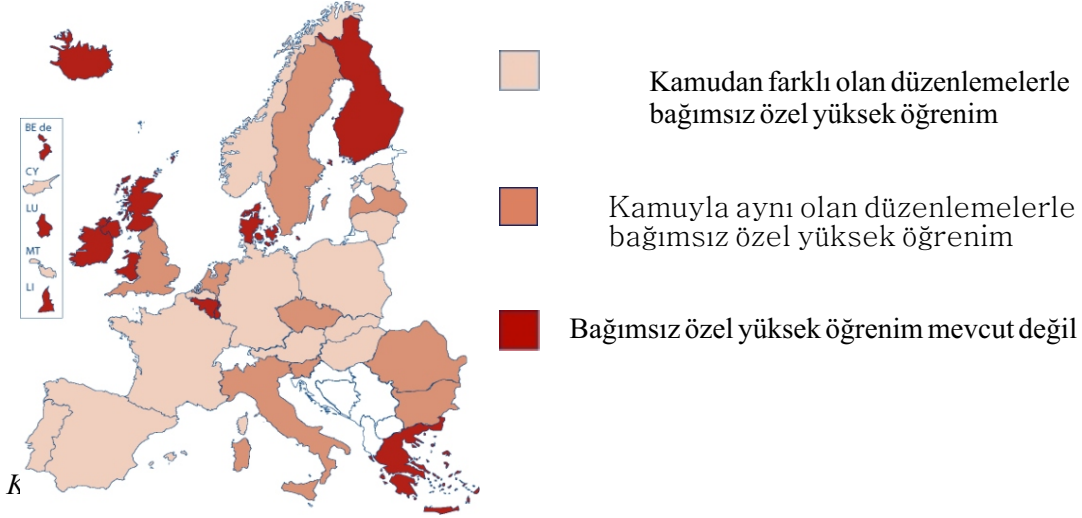 BE de
CY
LU
MT
LI
Kamudan farklı olan düzenlemelerle
bağımsız özel yüksek öğrenim
Kamuyla aynı olan düzenlemelerle
bağımsız özel yüksek öğrenim
Bağımsız özel yüksek öğrenim mevcut değil
K